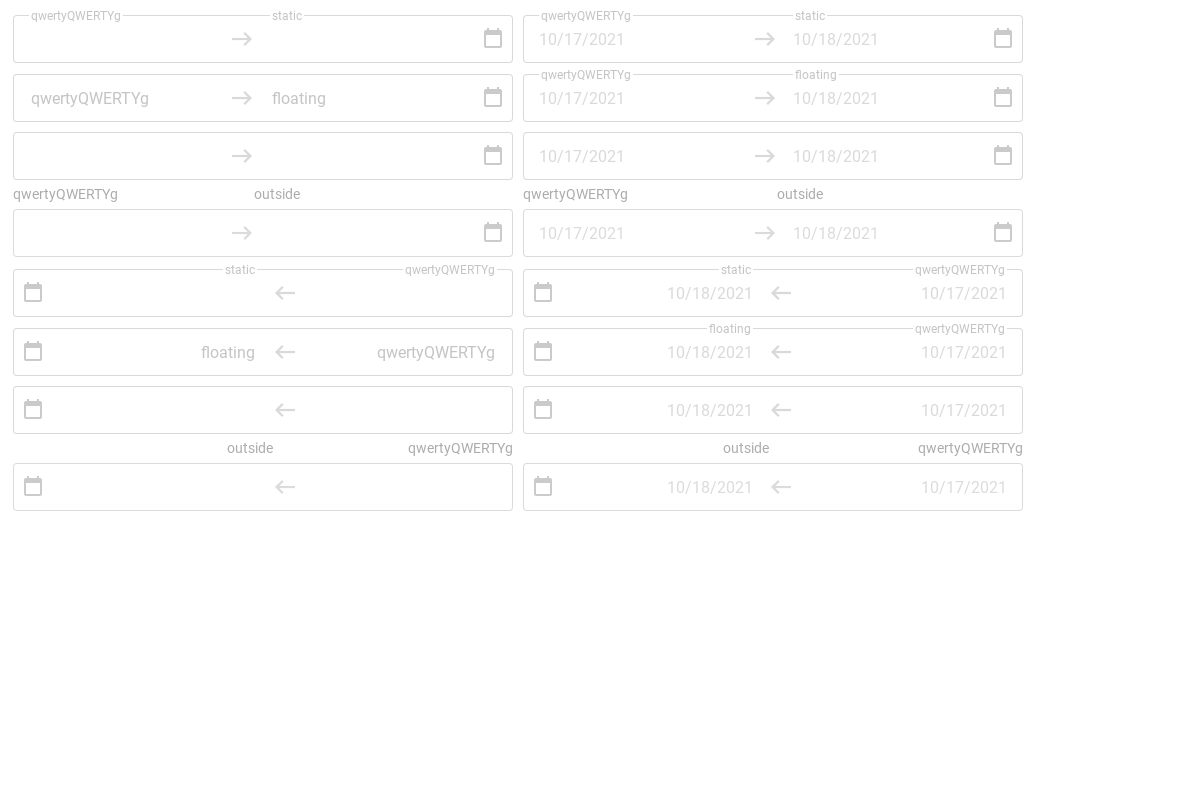 qwertyQWERTYg static qwertyQWERTYg static
10/17/2021 10/18/2021
qwertyQWERTYg floating
qwertyQWERTYg floating 10/17/2021 10/18/2021
10/17/2021 10/18/2021
qwertyQWERTYg outside qwertyQWERTYg outside
10/17/2021 10/18/2021
static qwertyQWERTYg static qwertyQWERTYg
10/18/2021 10/17/2021
floating qwertyQWERTYg
floating qwertyQWERTYg 10/18/2021 10/17/2021
10/18/2021 10/17/2021
outside qwertyQWERTYg outside qwertyQWERTYg
10/18/2021 10/17/2021